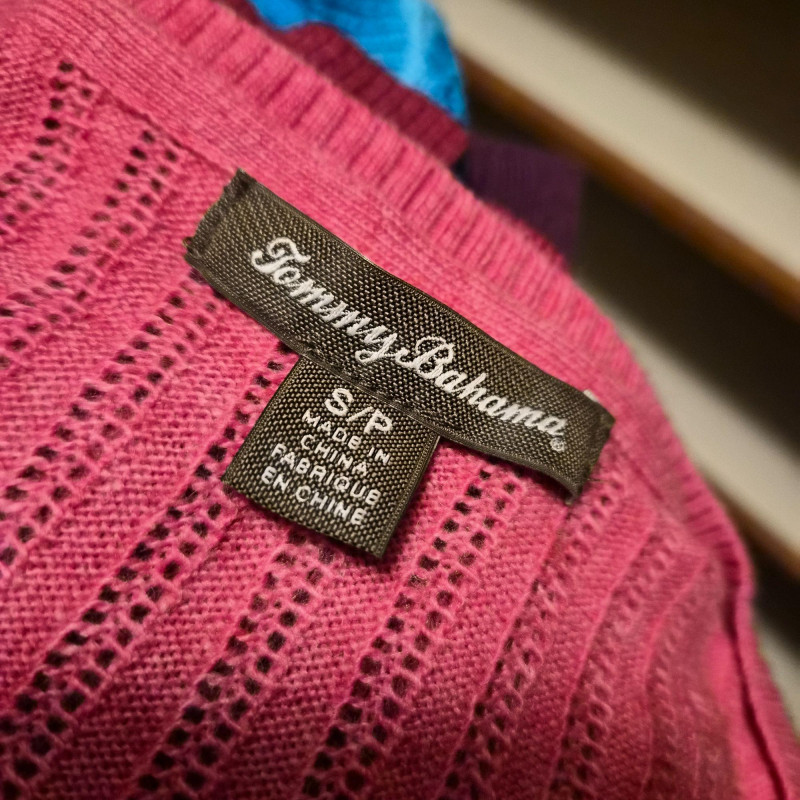 Tommy Bahama®
S/P
MADE IN
CHINA
FABRIQUE
EN CHINE